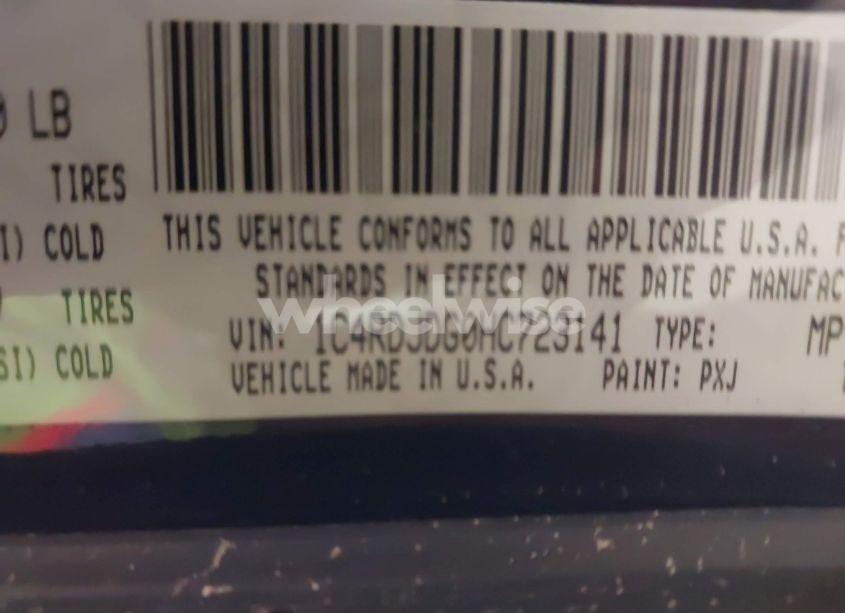 LB
TIRES
I) COLD
TIRES
SI) COLD
THIS VEHICLE CONFORMS TO ALL APPLICABLE U.S.A. F
STANDARDS IN EFFECT ON THE DATE OF MANUFAC
wheelwise
VIN: 1C4RDJDG0HC723141 TYPE: MP
VEHICLE MADE IN U.S.A. PAINT: PXJ